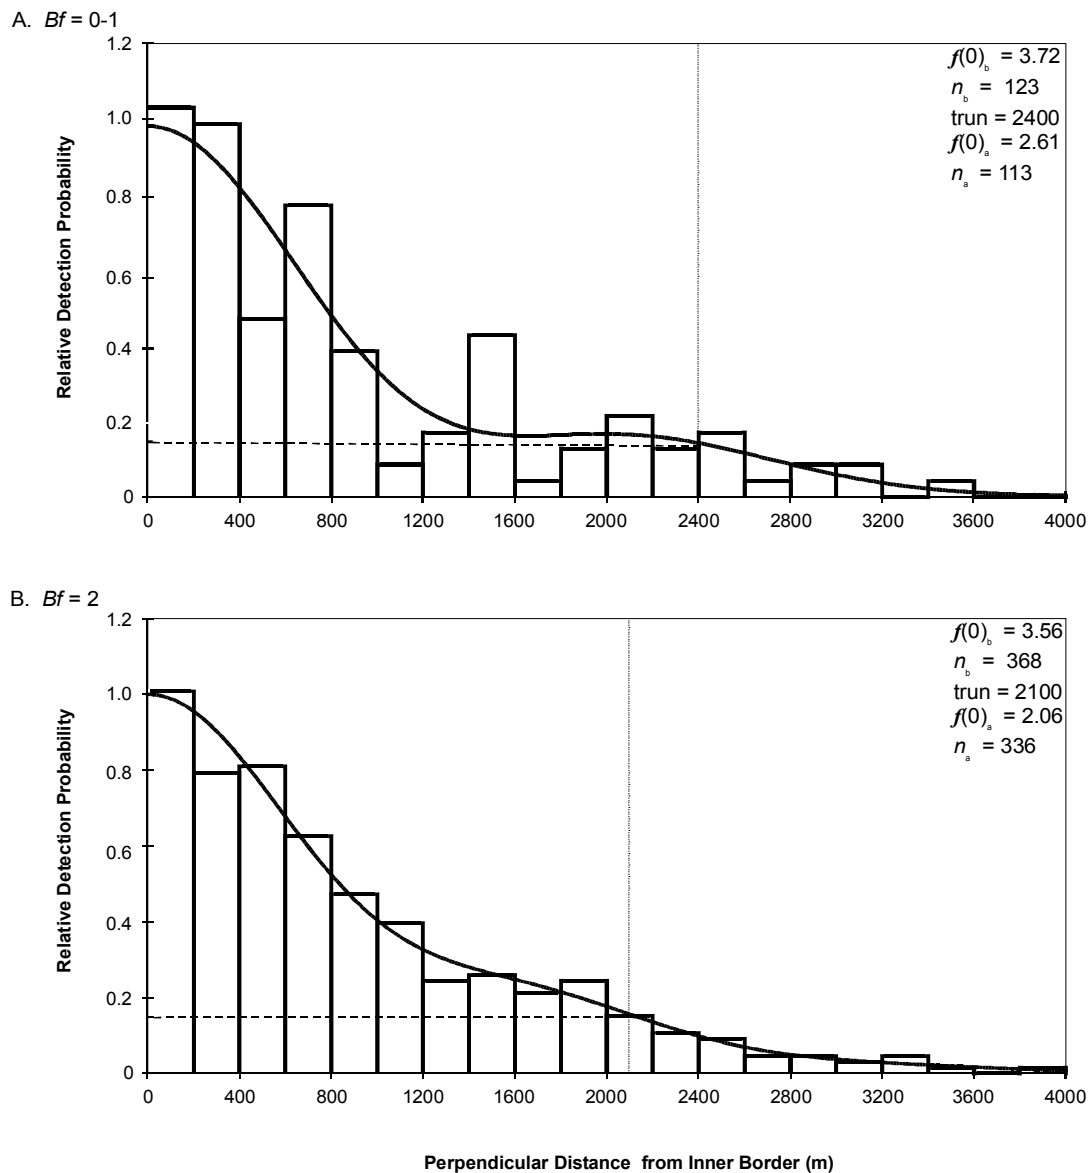 A. Bf = 0-1
f(0)b = 3.72
nb = 123
trun = 2400
f(0)a = 2.61
na = 113
Relative Detection Probability
1.2
1.0
0.8
0.6
0.4
0.2
0
0 400 800 1200 1600 2000 2400 2800 3200 3600 4000
B. Bf = 2
f(0)b = 3.56
nb = 368
trun = 2100
f(0)a = 2.06
na = 336
Relative Detection Probability
1.2
1.0
0.8
0.6
0.4
0.2
0
0 400 800 1200 1600 2000 2400 2800 3200 3600 4000
Perpendicular Distance from Inner Border (m)